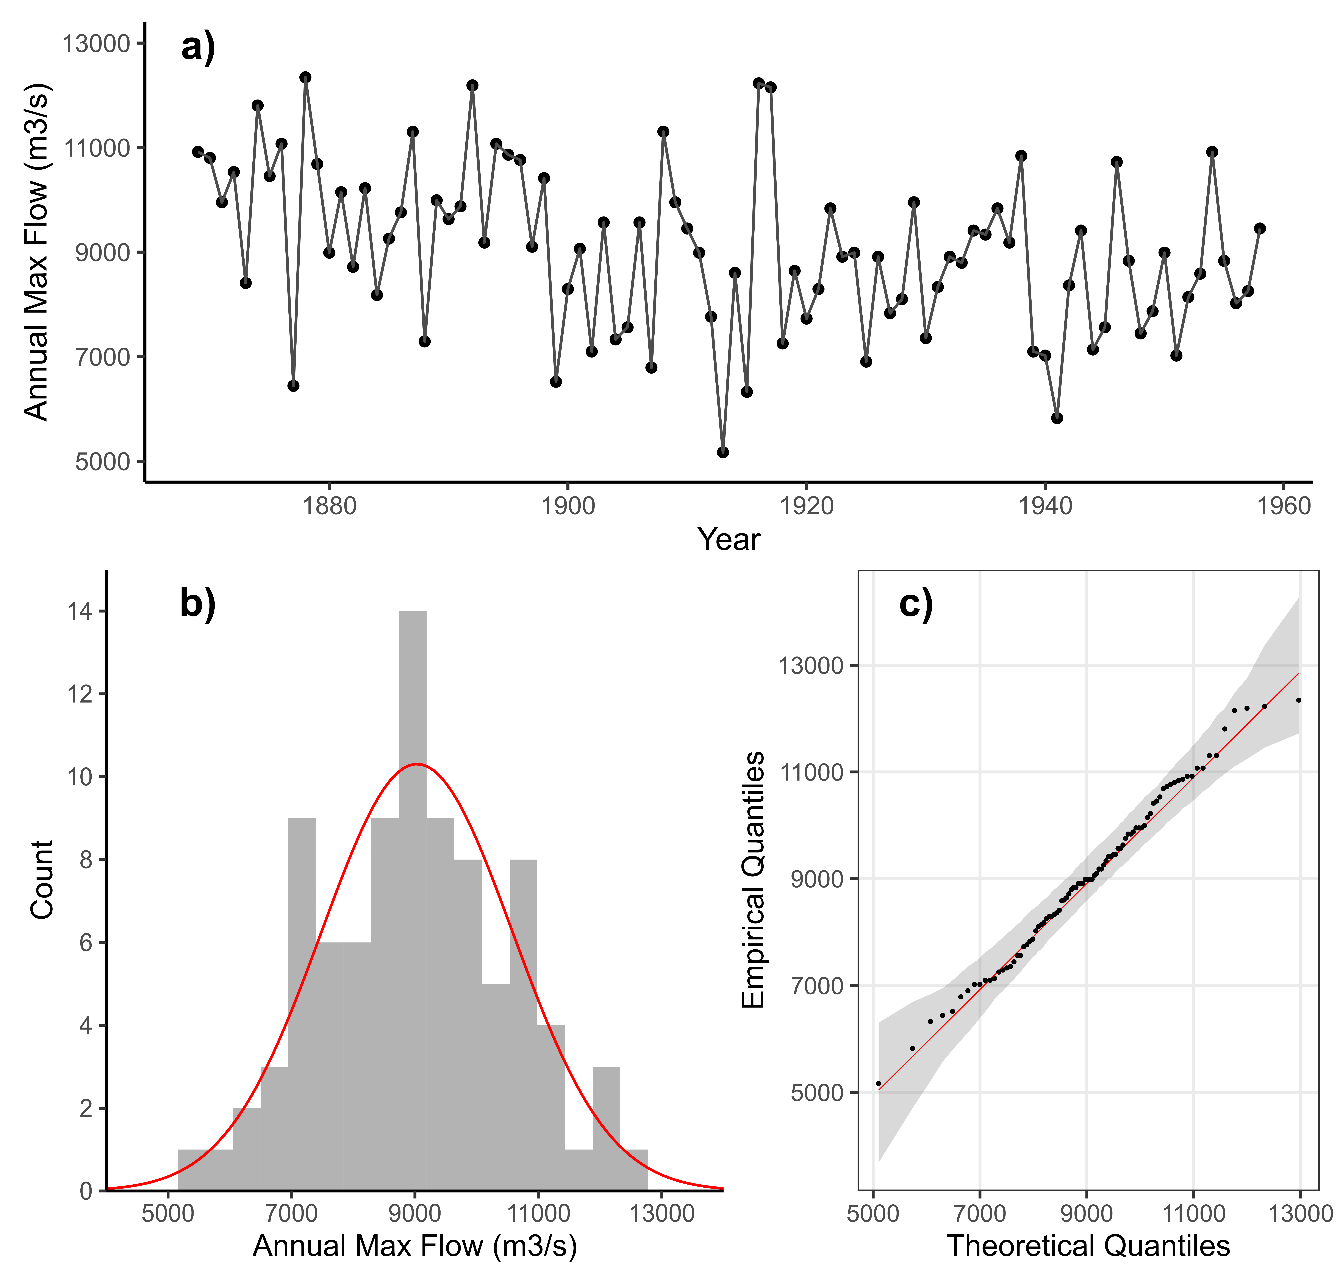 a)
Annual Max Flow (m3/s)
13000
11000
9000
7000
5000
1880 1900 1920 1940 1960
Year
b)
Count
14
12
10
8
6
4
2
0
5000 7000 9000 11000 13000
Annual Max Flow (m3/s)
c)
Empirical Quantiles
13000
11000
9000
7000
5000
5000 7000 9000 11000 13000
Theoretical Quantiles